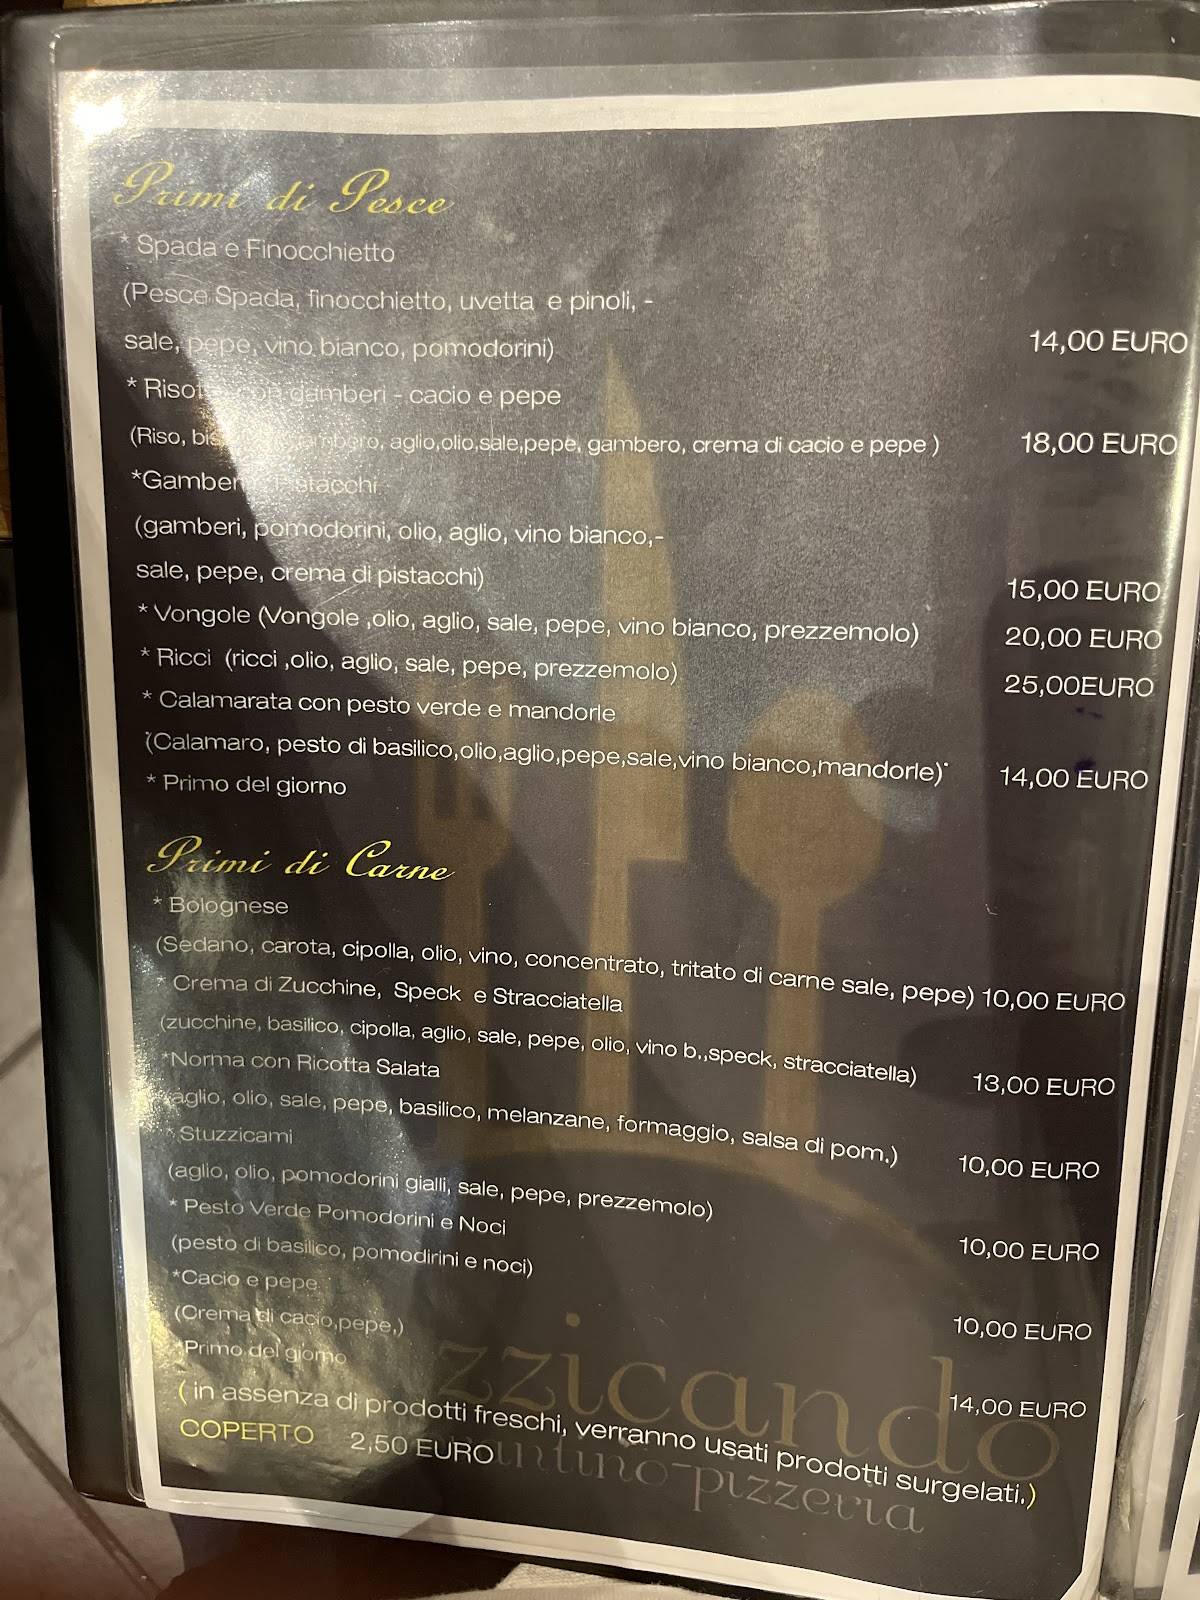 Primi di Pesce
* Spada e Finocchietto
(Pesce Spada, finocchietto, uvetta e pinoli, -
sale, pepe, vino bianco, pomodorini) 14,00 EURO
* gamberi - cacio e pepe
(Riso, aglio,olio,sale,pepe, gambero, crema di cacio e pepe ) 18,00 EURO
Pistacchi
(gamberi, pomodorini, olio, aglio, vino bianco,-
sale, pepe, crema di pistacchi) 15,00 EURO
* Vongole (Vongole ,olio, aglio, sale, pepe, vino bianco, prezzemolo) 20,00 EURO
* Ricci (ricci ,olio, aglio, sale, pepe, prezzemolo) 25,00EURO
* Calamarata con pesto verde e mandorle
(Calamaro, pesto di basilico,olio,aglio,pepe,sale,vino bianco,mandorle) 14,00 EURO
* Primo del giorno
Primi di Carne
* Bolognese
(Sedano, carota, cipolla, olio, vino, concentrato, tritato di carne sale, pepe) 10,00 EURO
* Crema di Zucchine, Speck e Stracciatella
(zucchine, basilico, cipolla, aglio, sale, pepe, olio, vino b.,speck, stracciatella) 13,00 EURO
*Norma con Ricotta Salata
aglio, olio, sale, pepe, basilico, melanzane, formaggio, salsa di pom.) 10,00 EURO
* Stuzzicami
(aglio, olio, pomodorini gialli, sale, pepe, prezzemolo) 10,00 EURO
* Pesto Verde Pomodorini e Noci
(pesto di basilico, pomodirini e noci) 10,00 EURO
*Cacio e pepe
(Crema di cacio,pepe,) 14,00 EURO
*Primo del giorno
( in assenza di prodotti freschi, verranno usati prodotti surgelati.)
COPERTO 2,50 EURO
zzicando
pizzeria